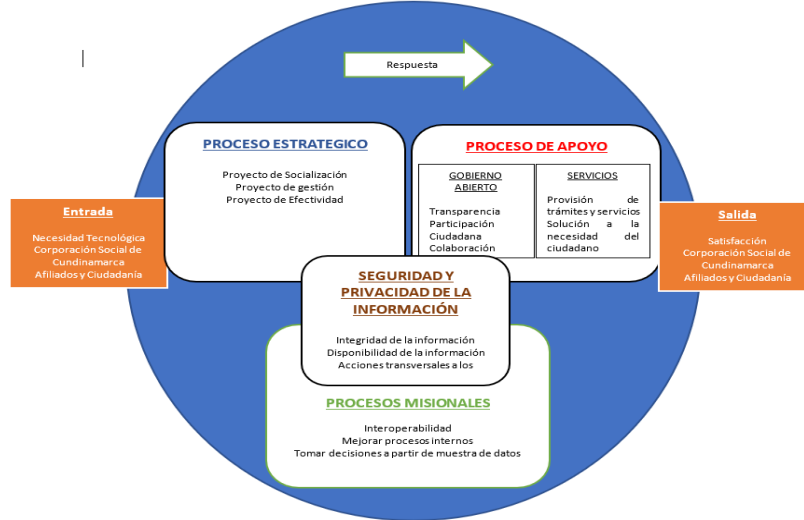 Respuesta
PROCESO ESTRATEGICO
Proyecto de Socialización
Proyecto de gestión
Proyecto de Efectividad
PROCESO DE APOYO
GOBIERNO
ABIERTO
Transparencia
Participación
Ciudadana
Colaboración
SERVICIOS
Provisión de
trámites y servicios
Solución a la
necesidad del
ciudadano
Entrada
Necesidad Tecnológica
Corporación Social de
Cundinamarca
Afiliados y Ciudadanía
Salida
Satisfacción
Corporación Social de
Cundinamarca
Afiliados y Ciudadanía
SEGURIDAD Y
PRIVACIDAD DE LA
INFORMACIÓN
Integridad de la información
Disponibilidad de la información
Acciones transversales a los
PROCESOS MISIONALES
Interoperabilidad
Mejorar procesos internos
Tomar decisiones a partir de muestra de datos